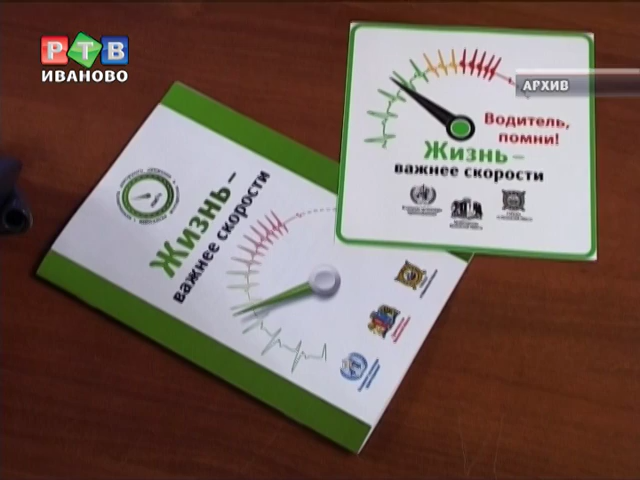 РТВ
ИВАНОВО
АРХИВ
Водитель,
помни!
Жизнь –
важнее скорости
Жизнь –
важнее скорости